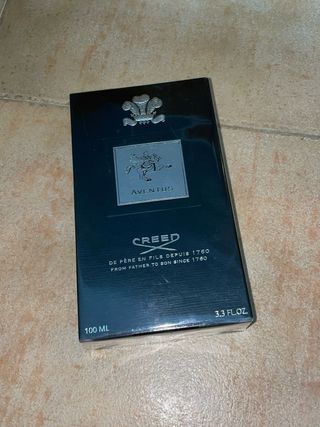 AVENTUS
CREED
DE PÈRE EN FILS DEPUIS 1760
FROM FATHER TO SON SINCE 1760
100 ML
3.3 FL.OZ.